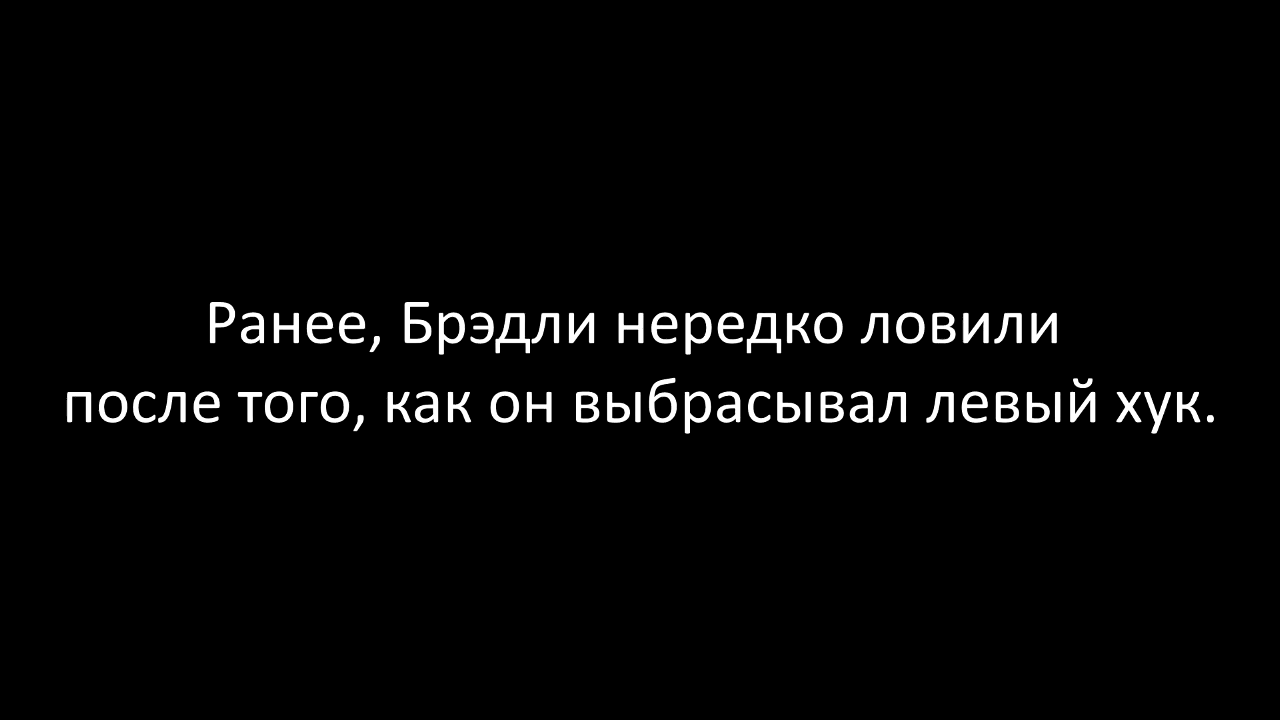 Ранее, Брэдли нередко ловили
после того, как он выбрасывал левый хук.